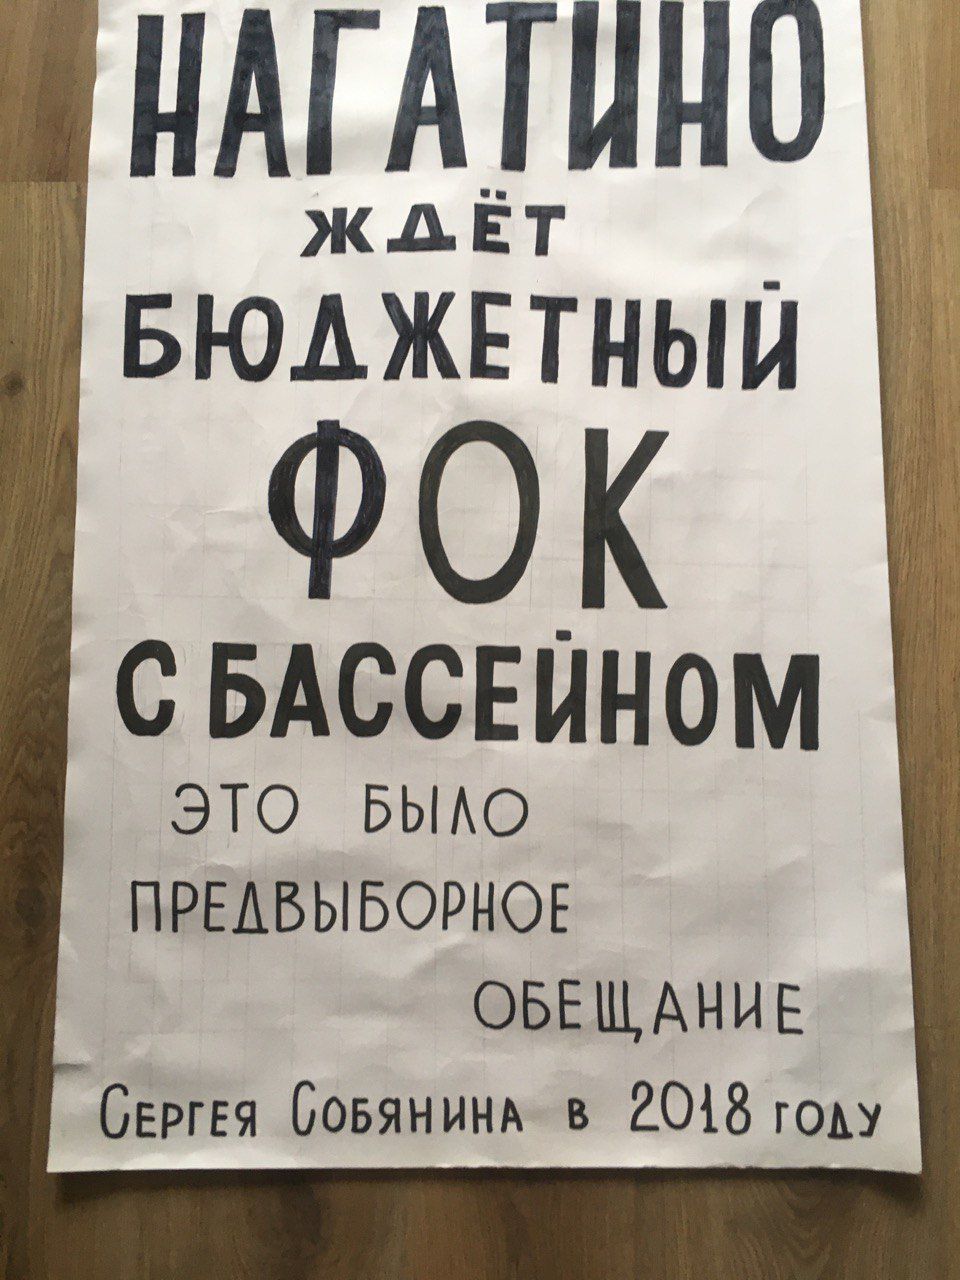 НАГАТИНО
ЖДЁТ
БЮДЖЕТНЫЙ
ФОК
С БАССЕЙНОМ
ЭТО БЫЛО
ПРЕДВЫБОРНОЕ
ОБЕЩАНИЕ
СЕРГЕЯ СОБЯНИНА В 2018 ГОДУ